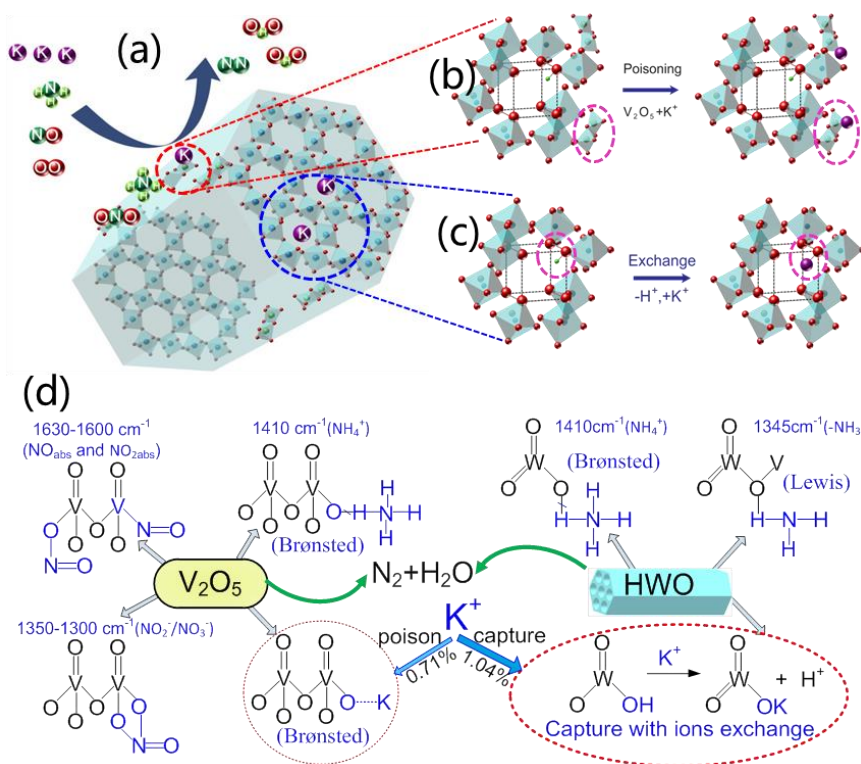 (a)
K K K
N N
O H O
H
O H O
H
H N H
H
H
N O
O O
K
H N H
H
H
O N O
K
K
(b)
Poisoning
V₂O₅+K⁺
(c)
Exchange
-H⁺,+K⁺
(d)
1630-1600 cm⁻¹
(NOabs and NO2abs)
O O
V V
O O O O N=O
N=O
1410 cm⁻¹(NH₄⁺)
O O
V V
O O O O H
H-N-H
H
(Brønsted)
1410cm⁻¹(NH₄⁺)
O
W
O O
(Brønsted)
H
H-N-H
H
1345cm⁻¹(-NH₃
O V
W
O O
(Lewis)
H H
N-H
V₂O₅
N₂+H₂O
HWO
1350-1300 cm⁻¹(NO₂⁻/NO₃⁻)
O O
V V
O O O O O
N=O
K⁺
poison
capture
0.71%
1.04%
O O
V V
O O O O K
(Brønsted)
O
W
O OH
K⁺
O
W
O OK
+ H⁺
Capture with ions exchange